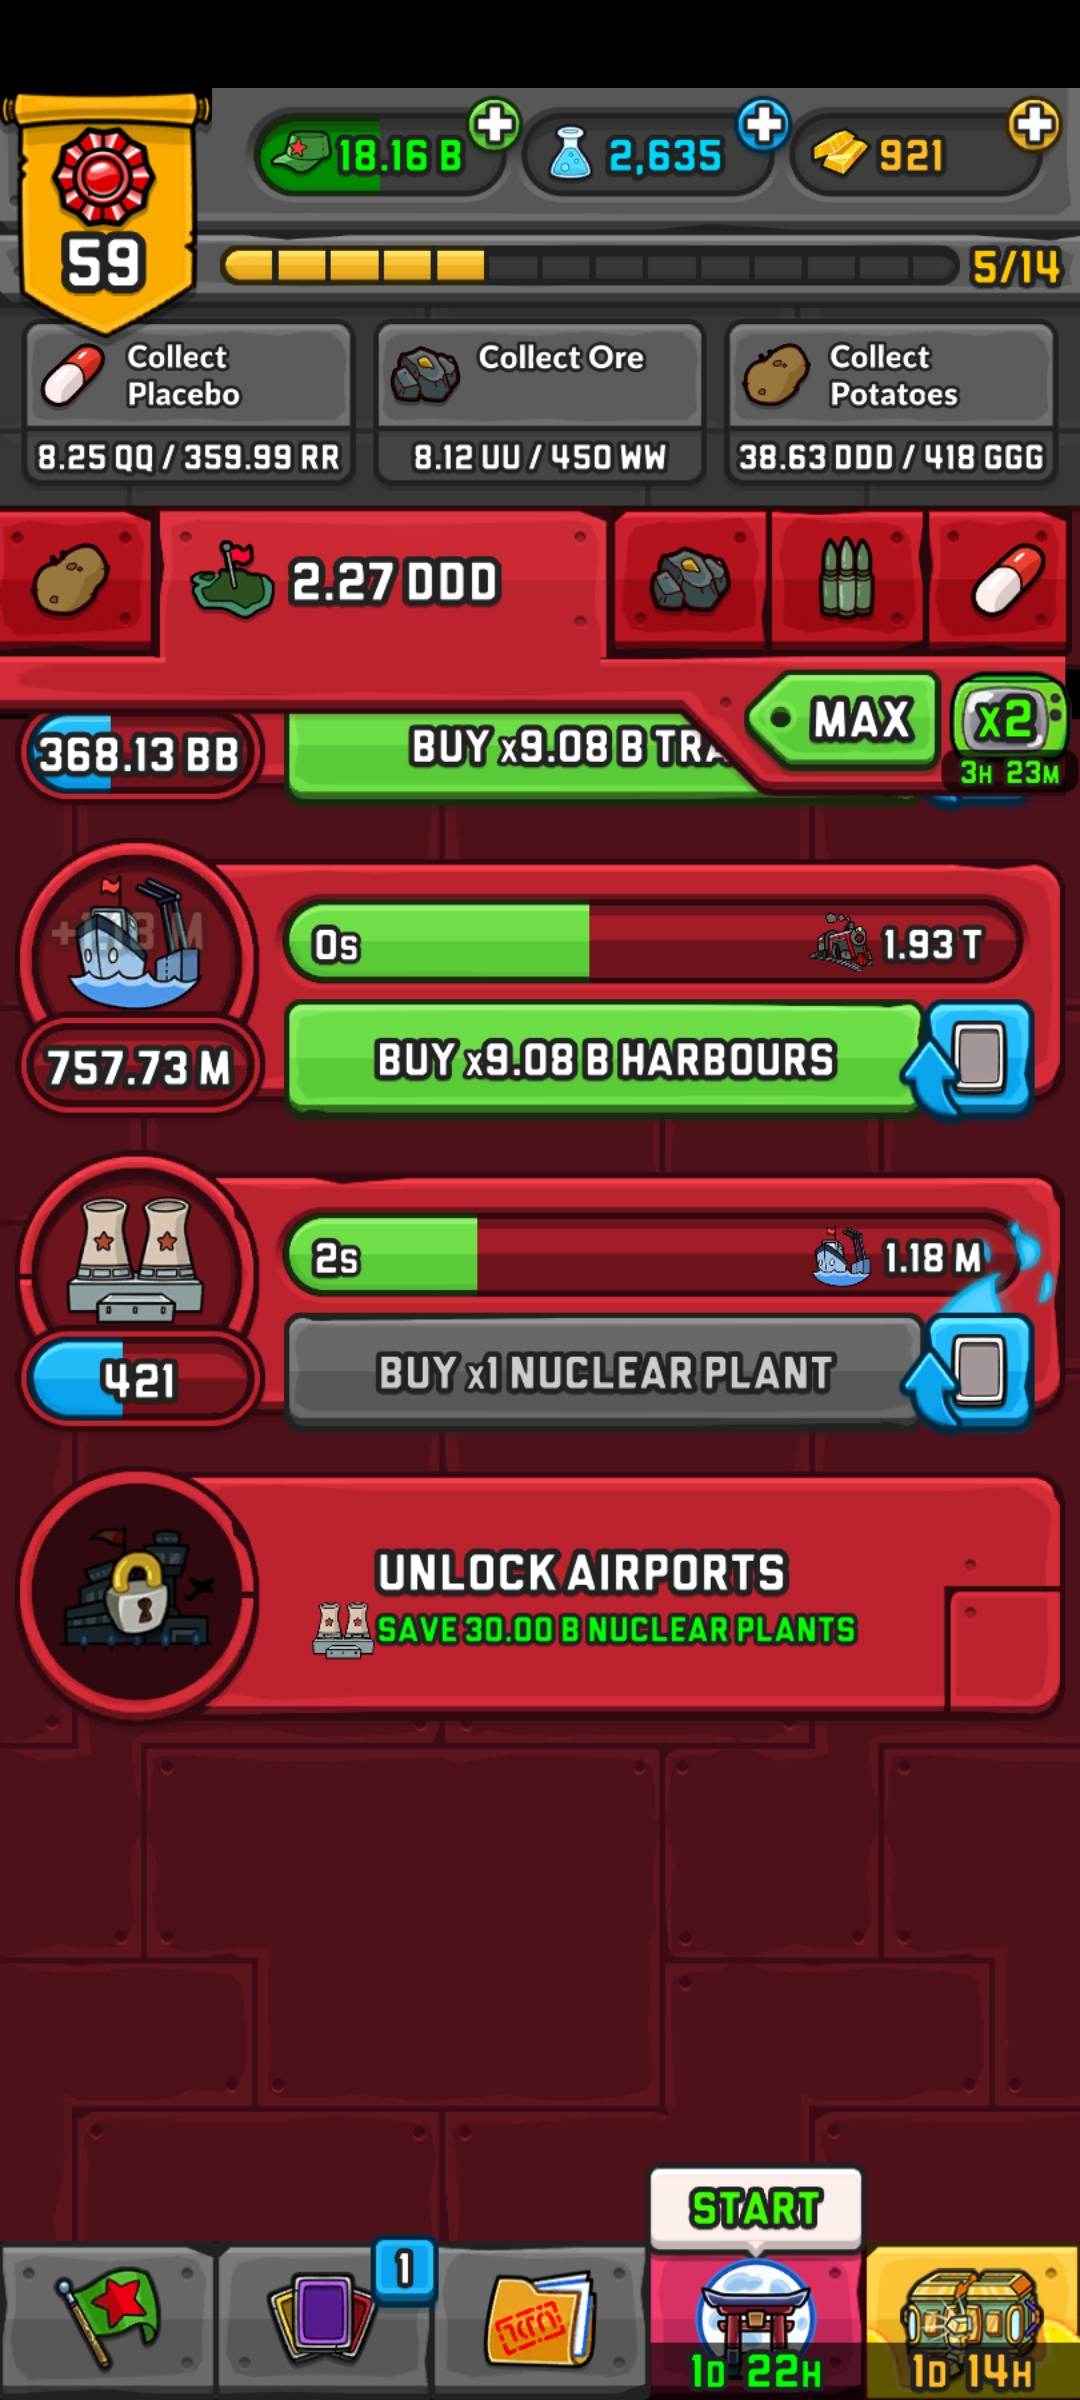 18.16 B
2,635
921
59
5/14
Collect
Placebo
8.25 QQ / 359.99 RR
Collect Ore
8.12 UU / 450 WW
Collect
Potatoes
38.63 DDD / 418 GGG
2.27 DDD
MAX
x2
3H 23M
368.13 BB
BUY x9.08 B
0s
1.93 T
757.73 M
BUY x9.08 B HARBOURS
2s
1.18 M
421
BUY x1 NUCLEAR PLANT
UNLOCK AIRPORTS
SAVE 30.00 B NUCLEAR PLANTS
START
1
1D 22H
1D 14H